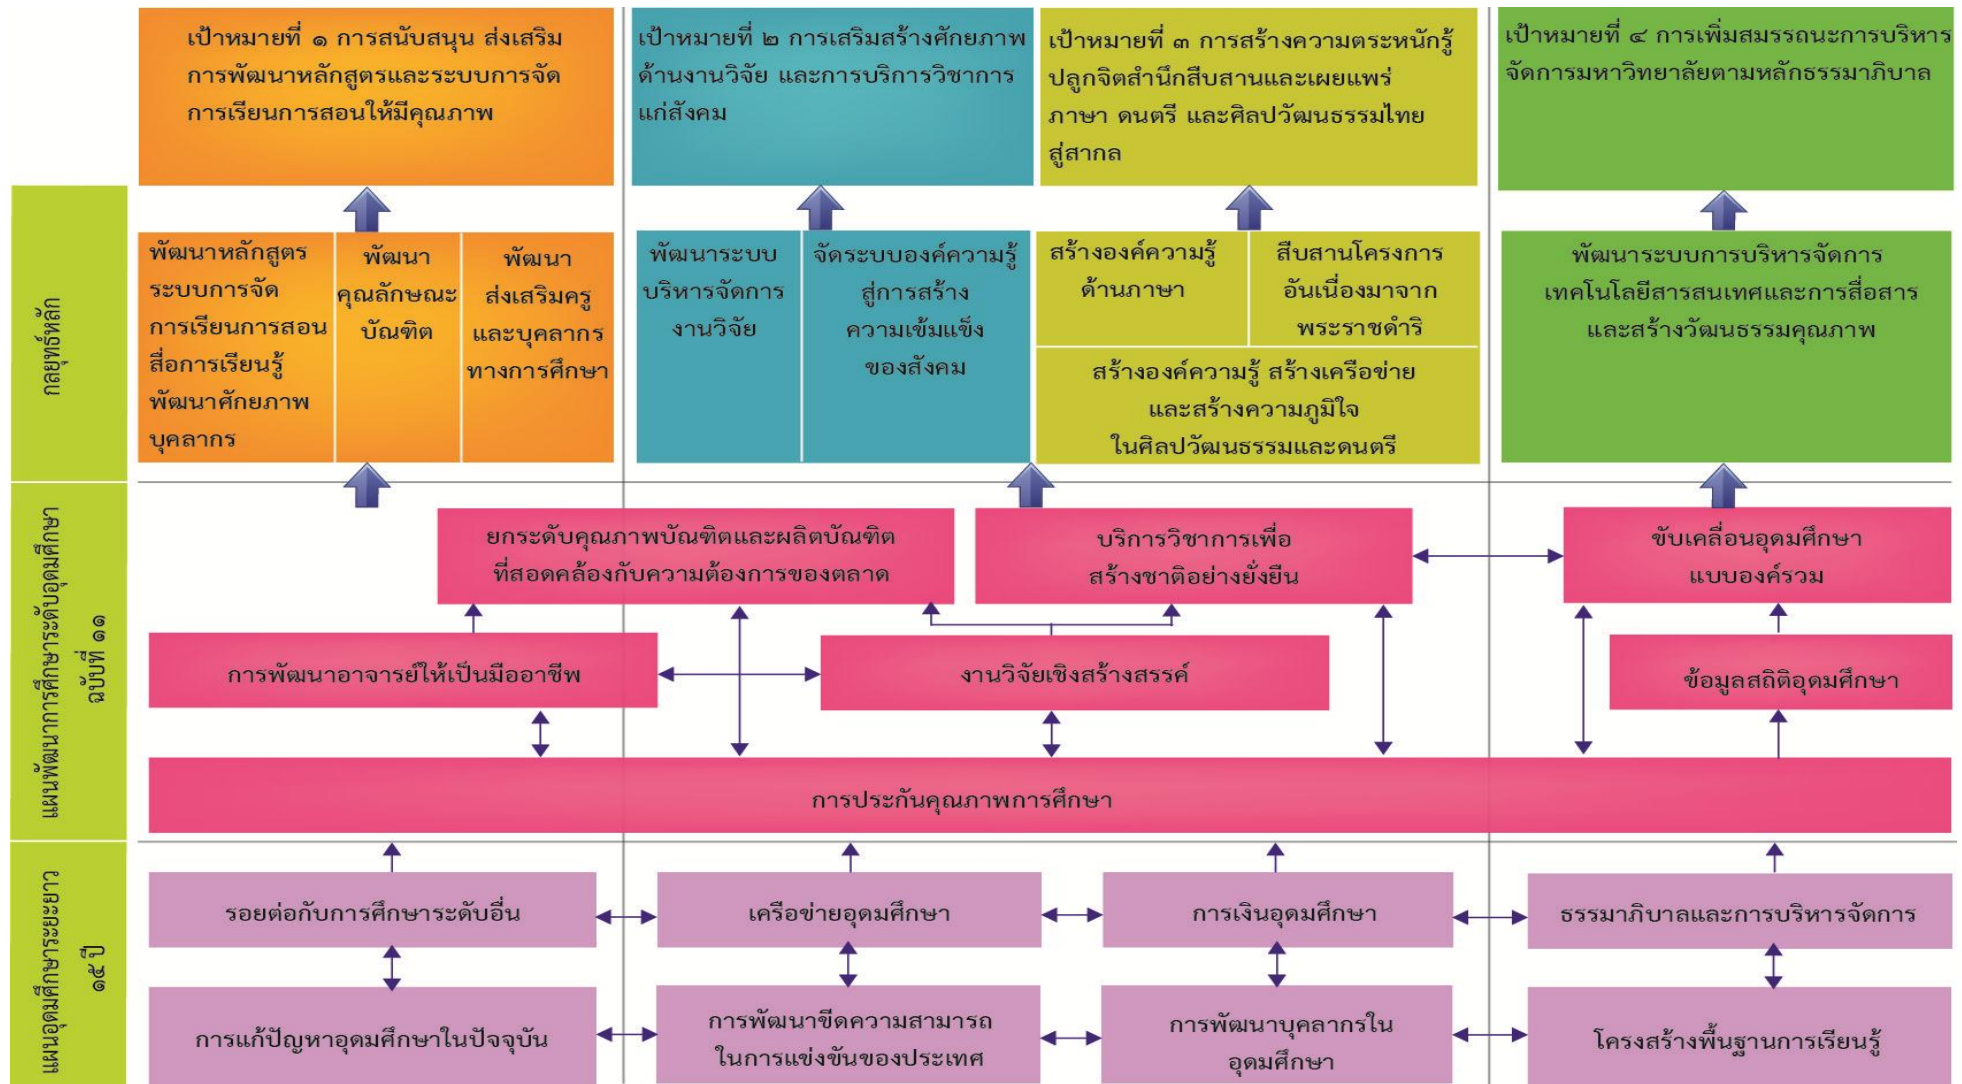 เป้าหมายที่ ๑ การสนับสนุน ส่งเสริม
การพัฒนาหลักสูตรและระบบการจัด
การเรียนการสอนให้มีคุณภาพ
เป้าหมายที่ ๒ การเสริมสร้างศักยภาพ
ด้านงานวิจัย และการบริการวิชาการ
แก่สังคม
เป้าหมายที่ ๓ การสร้างความตระหนักรู้
ปลูกจิตสำนึกสืบสานและเผยแพร่
ภาษา ดนตรี และศิลปวัฒนธรรมไทย
สู่สากล
เป้าหมายที่ ๔ การเพิ่มสมรรถนะการบริหาร
จัดการมหาวิทยาลัยตามหลักธรรมาภิบาล
กลยุทธ์หลัก
พัฒนาหลักสูตร
ระบบการจัด
การเรียนการสอน
สื่อการเรียนรู้
พัฒนาศักยภาพ
บุคลากร
พัฒนา
คุณลักษณะ
บัณฑิต
พัฒนา
ส่งเสริมครู
และบุคลากร
ทางการศึกษา
พัฒนาระบบ
บริหารจัดการ
งานวิจัย
จัดระบบองค์ความรู้
สู่การสร้าง
ความเข้มแข็ง
ของสังคม
สร้างองค์ความรู้
ด้านภาษา
สืบสานโครงการ
อันเนื่องมาจาก
พระราชดำริ
สร้างองค์ความรู้ สร้างเครือข่าย
และสร้างความภูมิใจ
ในศิลปวัฒนธรรมและดนตรี
พัฒนาระบบการบริหารจัดการ
เทคโนโลยีสารสนเทศและการสื่อสาร
และสร้างวัฒนธรรมคุณภาพ
แผนพัฒนาการศึกษาระดับอุดมศึกษา
ฉบับที่ ๑๑
ยกระดับคุณภาพบัณฑิตและผลิตบัณฑิต
ที่สอดคล้องกับความต้องการของตลาด
บริการวิชาการเพื่อ
สร้างชาติอย่างยั่งยืน
ขับเคลื่อนอุดมศึกษา
แบบองค์รวม
การพัฒนาอาจารย์ให้เป็นมืออาชีพ
งานวิจัยเชิงสร้างสรรค์
ข้อมูลสถิติอุดมศึกษา
การประกันคุณภาพการศึกษา
แผนอุดมศึกษาระยะยาว
๑๕ ปี
รอยต่อกับการศึกษาระดับอื่น
เครือข่ายอุดมศึกษา
การเงินอุดมศึกษา
ธรรมาภิบาลและการบริหารจัดการ
การแก้ปัญหาอุดมศึกษาในปัจจุบัน
การพัฒนาขีดความสามารถ
ในการแข่งขันของประเทศ
การพัฒนาบุคลากรใน
อุดมศึกษา
โครงสร้างพื้นฐานการเรียนรู้